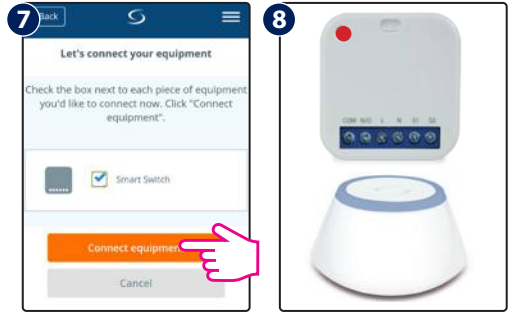 7
Back
Let's connect your equipment
Check the box next to each piece of equipment
you'd like to connect now. Click "Connect
equipment".
Smart Switch
Connect equipment
Cancel
8
COM N/O L N S1 S2